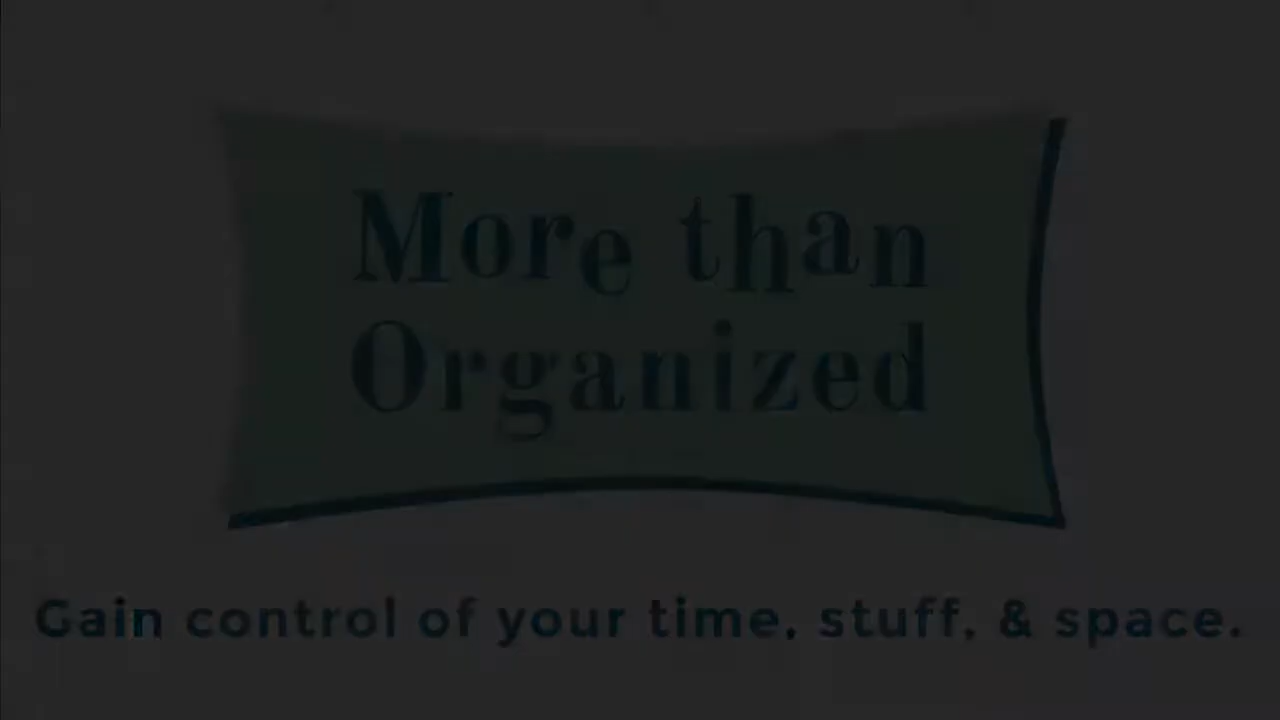 More than
Organized
Gain control of your time, stuff, & space.